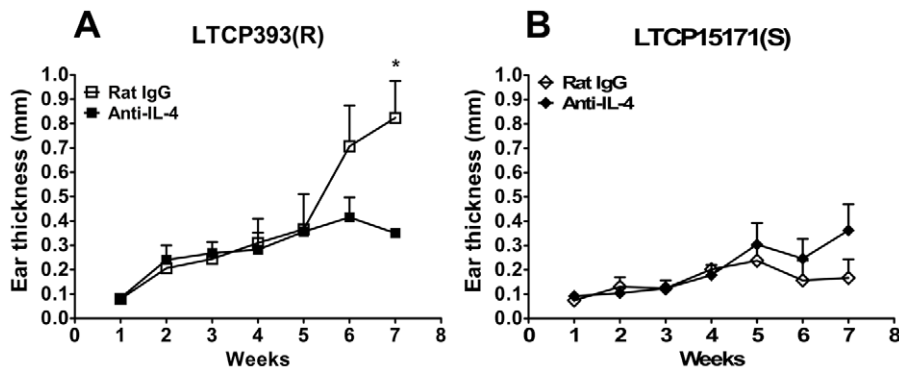 A
LTCP393(R)
*
Rat IgG
Anti-IL-4
Ear thickness (mm)
1.0
0.9
0.8
0.7
0.6
0.5
0.4
0.3
0.2
0.1
0.0
0 1 2 3 4 5 6 7 8
Weeks
B
LTCP15171(S)
Rat IgG
Anti-IL-4
Ear thickness (mm)
1.0
0.9
0.8
0.7
0.6
0.5
0.4
0.3
0.2
0.1
0.0
0 1 2 3 4 5 6 7 8
Weeks